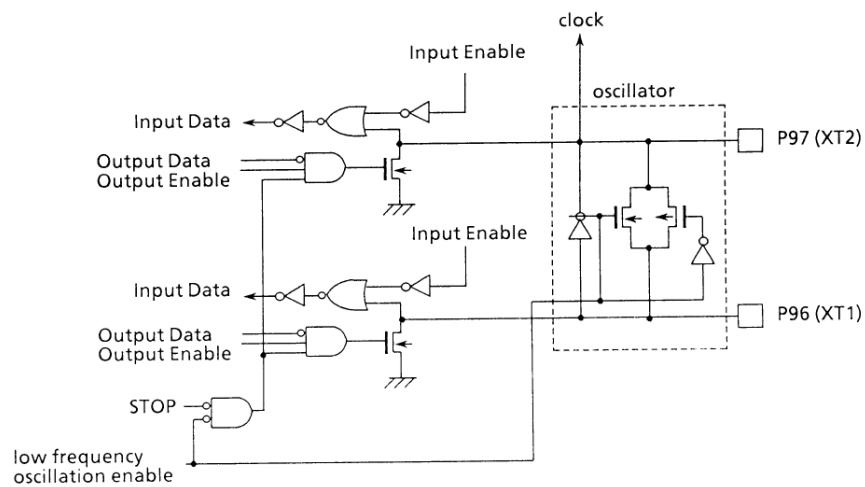 clock
Input Enable
oscillator
Input Data
P97 (XT2)
Output Data
Output Enable
Input Enable
Input Data
P96 (XT1)
Output Data
Output Enable
STOP
low frequency
oscillation enable